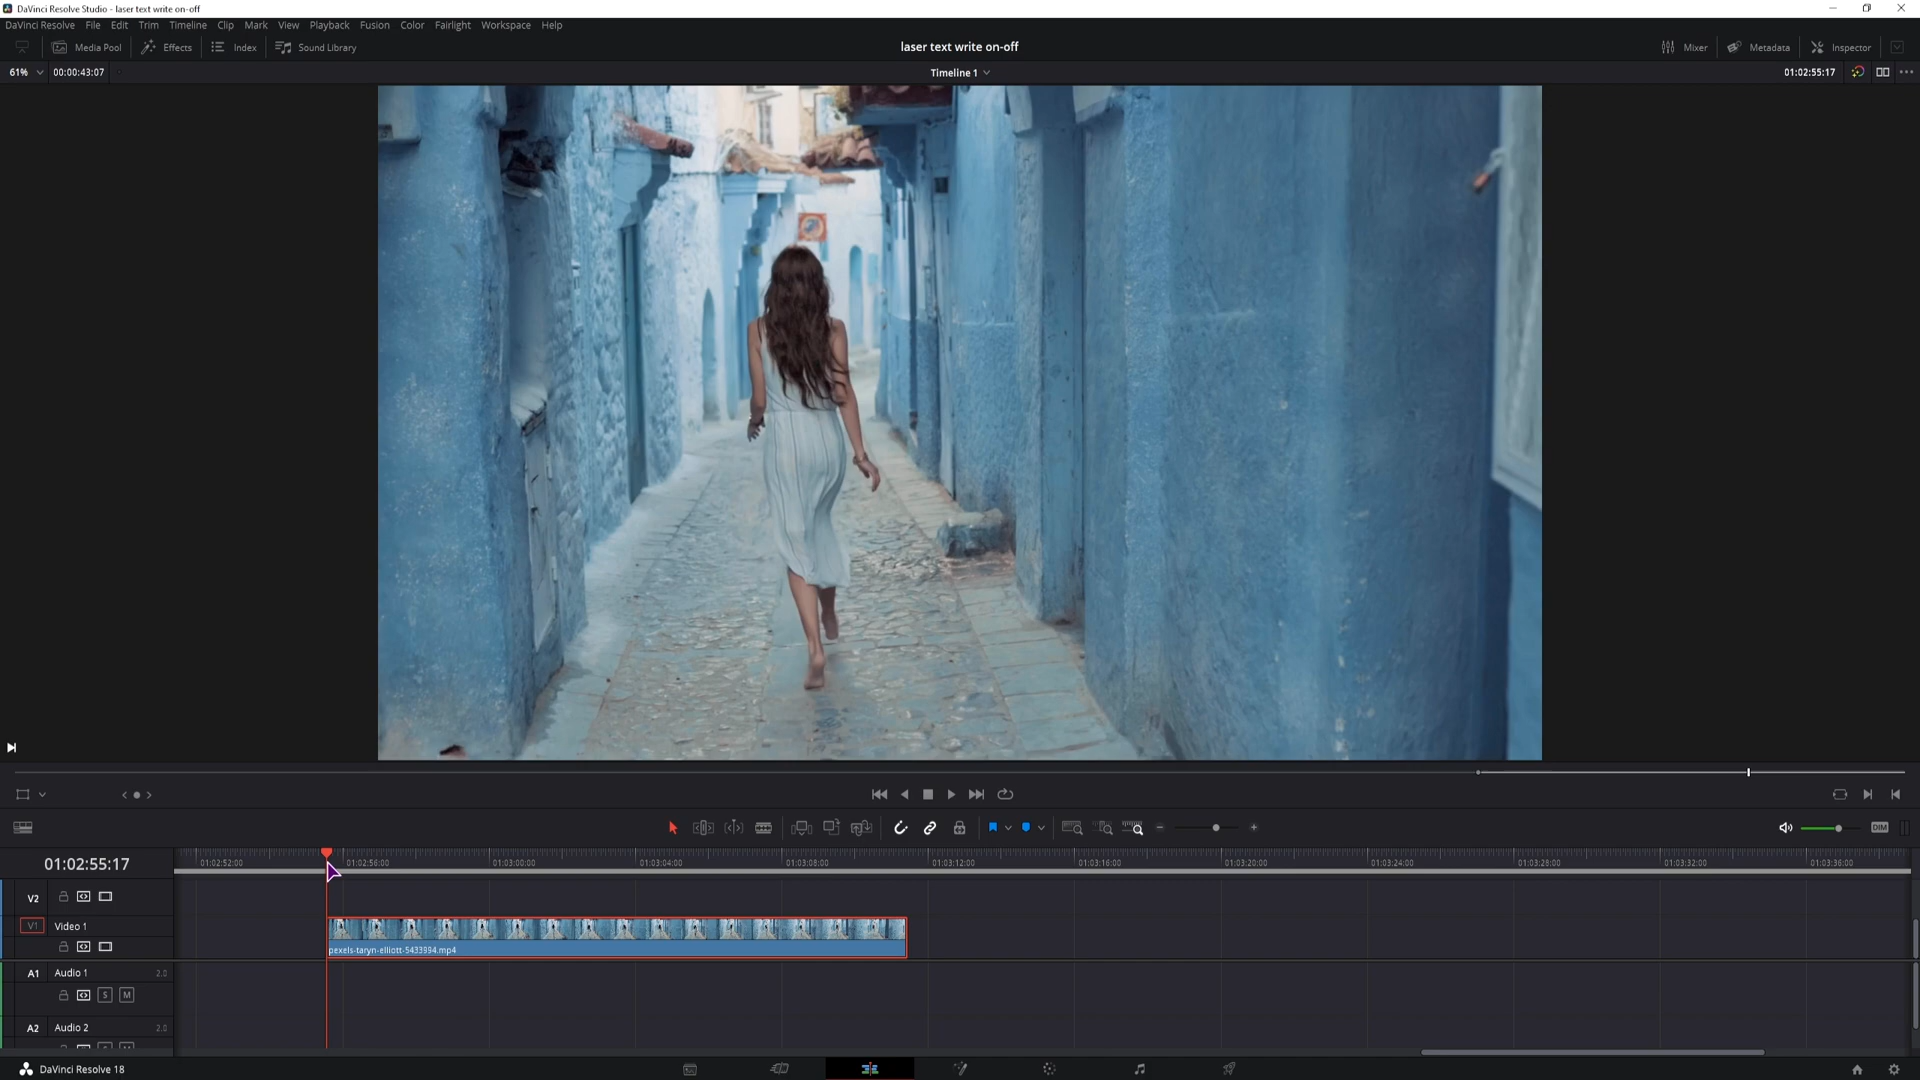 DaVinci Resolve Studio - laser text write on-off
DaVinci Resolve File Edit Trim Timeline Clip Mark View Playback Fusion Color Fairlight Workspace Help
Media Pool Effects Index Sound Library laser text write on-off Mixer Metadata Inspector
61% 00:00:43:07 Timeline 1 01:02:55:17
DIM
01:02:55:17 01:02:52:00 01:02:56:00 01:03:00:00 01:03:04:00 01:03:08:00 01:03:12:00 01:03:16:00 01:03:20:00 01:03:24:00 01:03:28:00 01:03:32:00 01:03:36:00
V2
V1 Video 1
pexels-taryn-elliott-5433994.mp4
A1 Audio 1 2.0
S M
A2 Audio 2 2.0
DaVinci Resolve 18